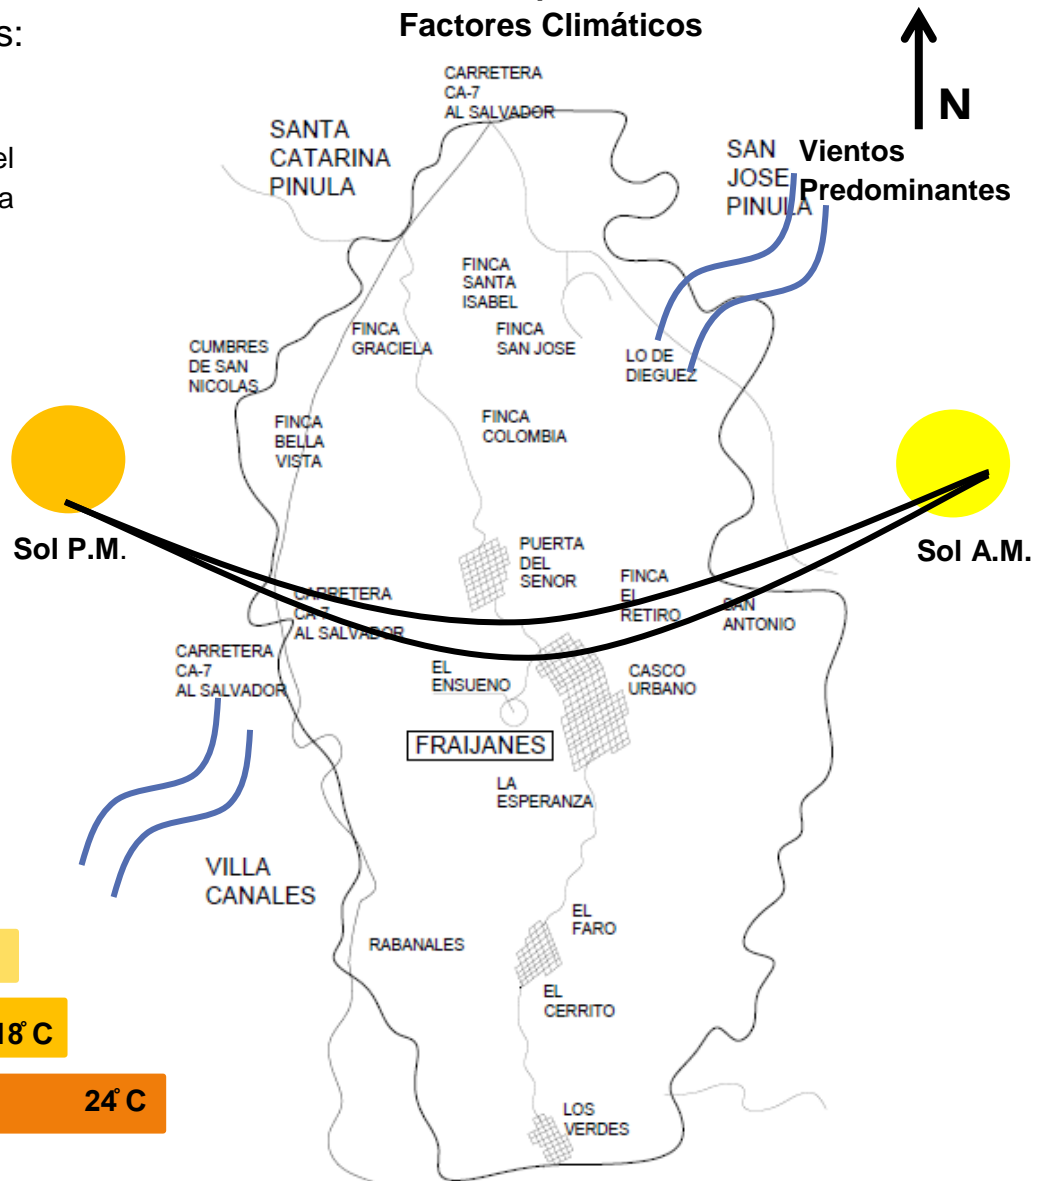 s:
el
a
Factores Climáticos
N
CARRETERA
CA-7
AL SALVADOR
SANTA
CATARINA
PINULA
SAN
JOSE
PINULA
Vientos
Predominantes
FINCA
SANTA
ISABEL
FINCA
GRACIELA
FINCA
SAN JOSE
CUMBRES
DE SAN
NICOLAS
LO DE
DIEGUEZ
FINCA
BELLA
VISTA
FINCA
COLOMBIA
Sol P.M.
Sol A.M.
PUERTA
DEL
SENOR
FINCA
EL
RETIRO
SAN
ANTONIO
CARRETERA
CA-7
AL SALVADOR
CARRETERA
CA-7
AL SALVADOR
EL
ENSUENO
CASCO
URBANO
FRAIJANES
LA
ESPERANZA
VILLA
CANALES
RABANALES
EL
FARO
EL
CERRITO
18° C
24° C
LOS
VERDES